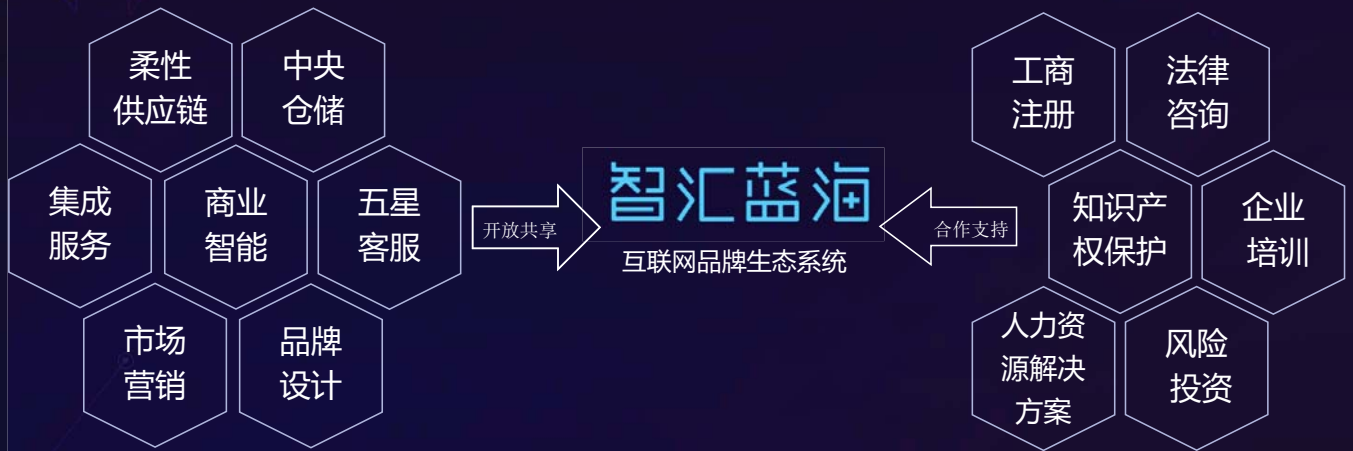 柔性
供应链
中央
仓储
集成
服务
商业
智能
五星
客服
市场
营销
品牌
设计
开放共享
智汇蓝海
互联网品牌生态系统
合作支持
工商
注册
法律
咨询
知识产
权保护
企业
培训
人力资
源解决
方案
风险
投资